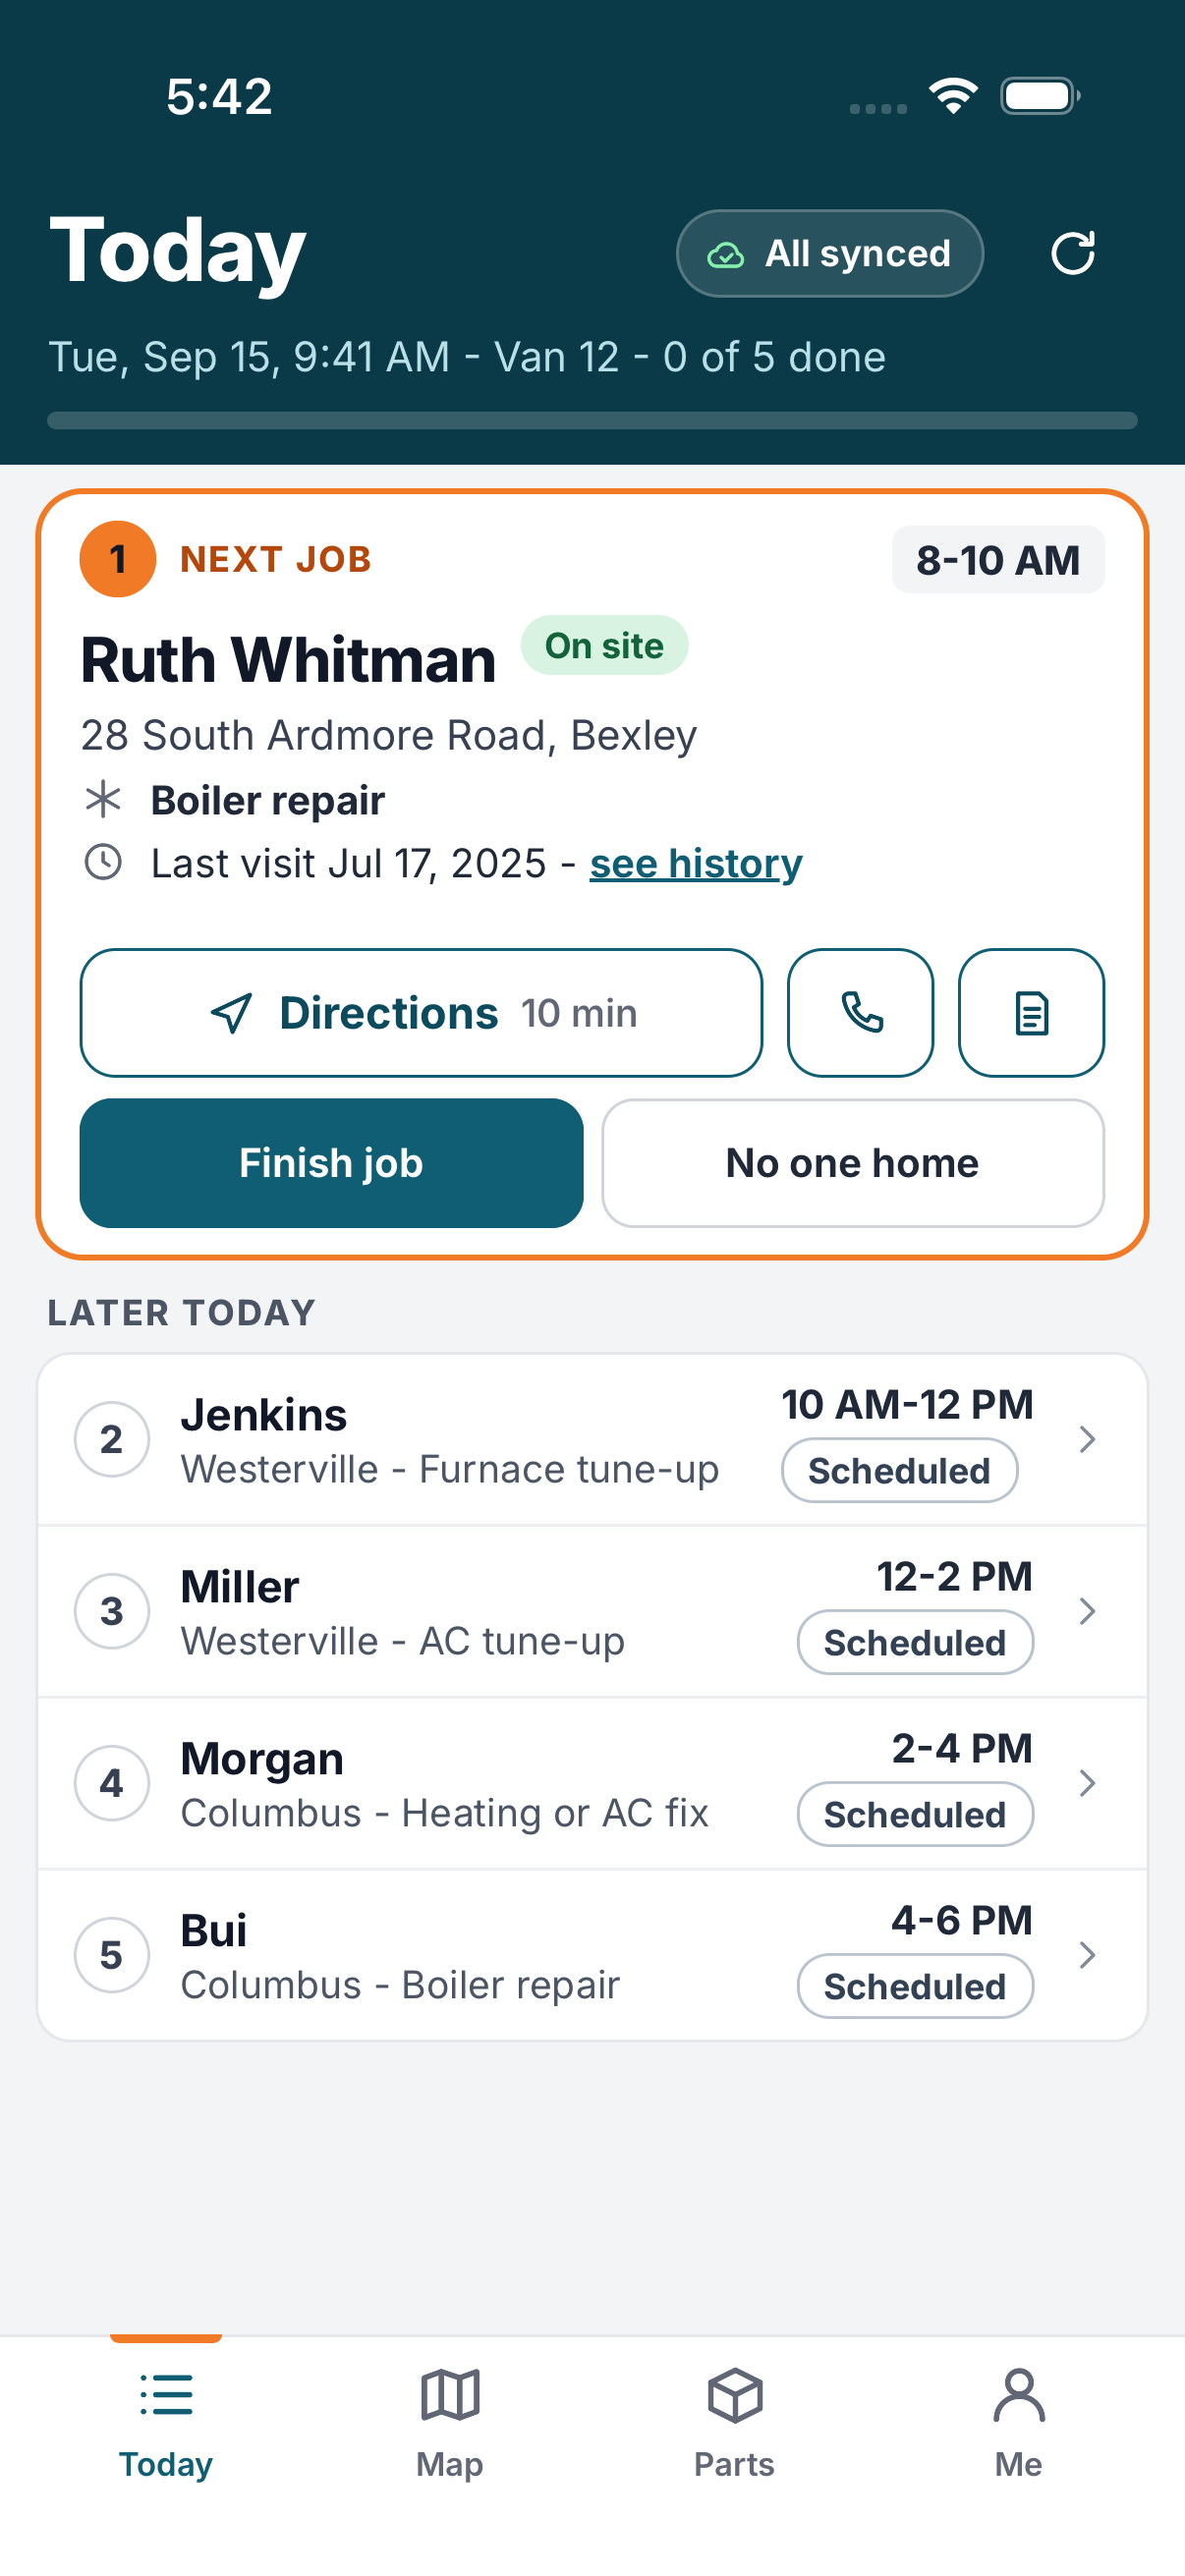 5:42
Today
All synced
Tue, Sep 15, 9:41 AM - Van 12 - 0 of 5 done
1 NEXT JOB 8-10 AM
Ruth Whitman On site
28 South Ardmore Road, Bexley
Boiler repair
Last visit Jul 17, 2025 - see history
Directions 10 min
Finish job
No one home
LATER TODAY
2
Jenkins
Westerville - Furnace tune-up
10 AM-12 PM
Scheduled
3
Miller
Westerville - AC tune-up
12-2 PM
Scheduled
4
Morgan
Columbus - Heating or AC fix
2-4 PM
Scheduled
5
Bui
Columbus - Boiler repair
4-6 PM
Scheduled
Today
Map
Parts
Me